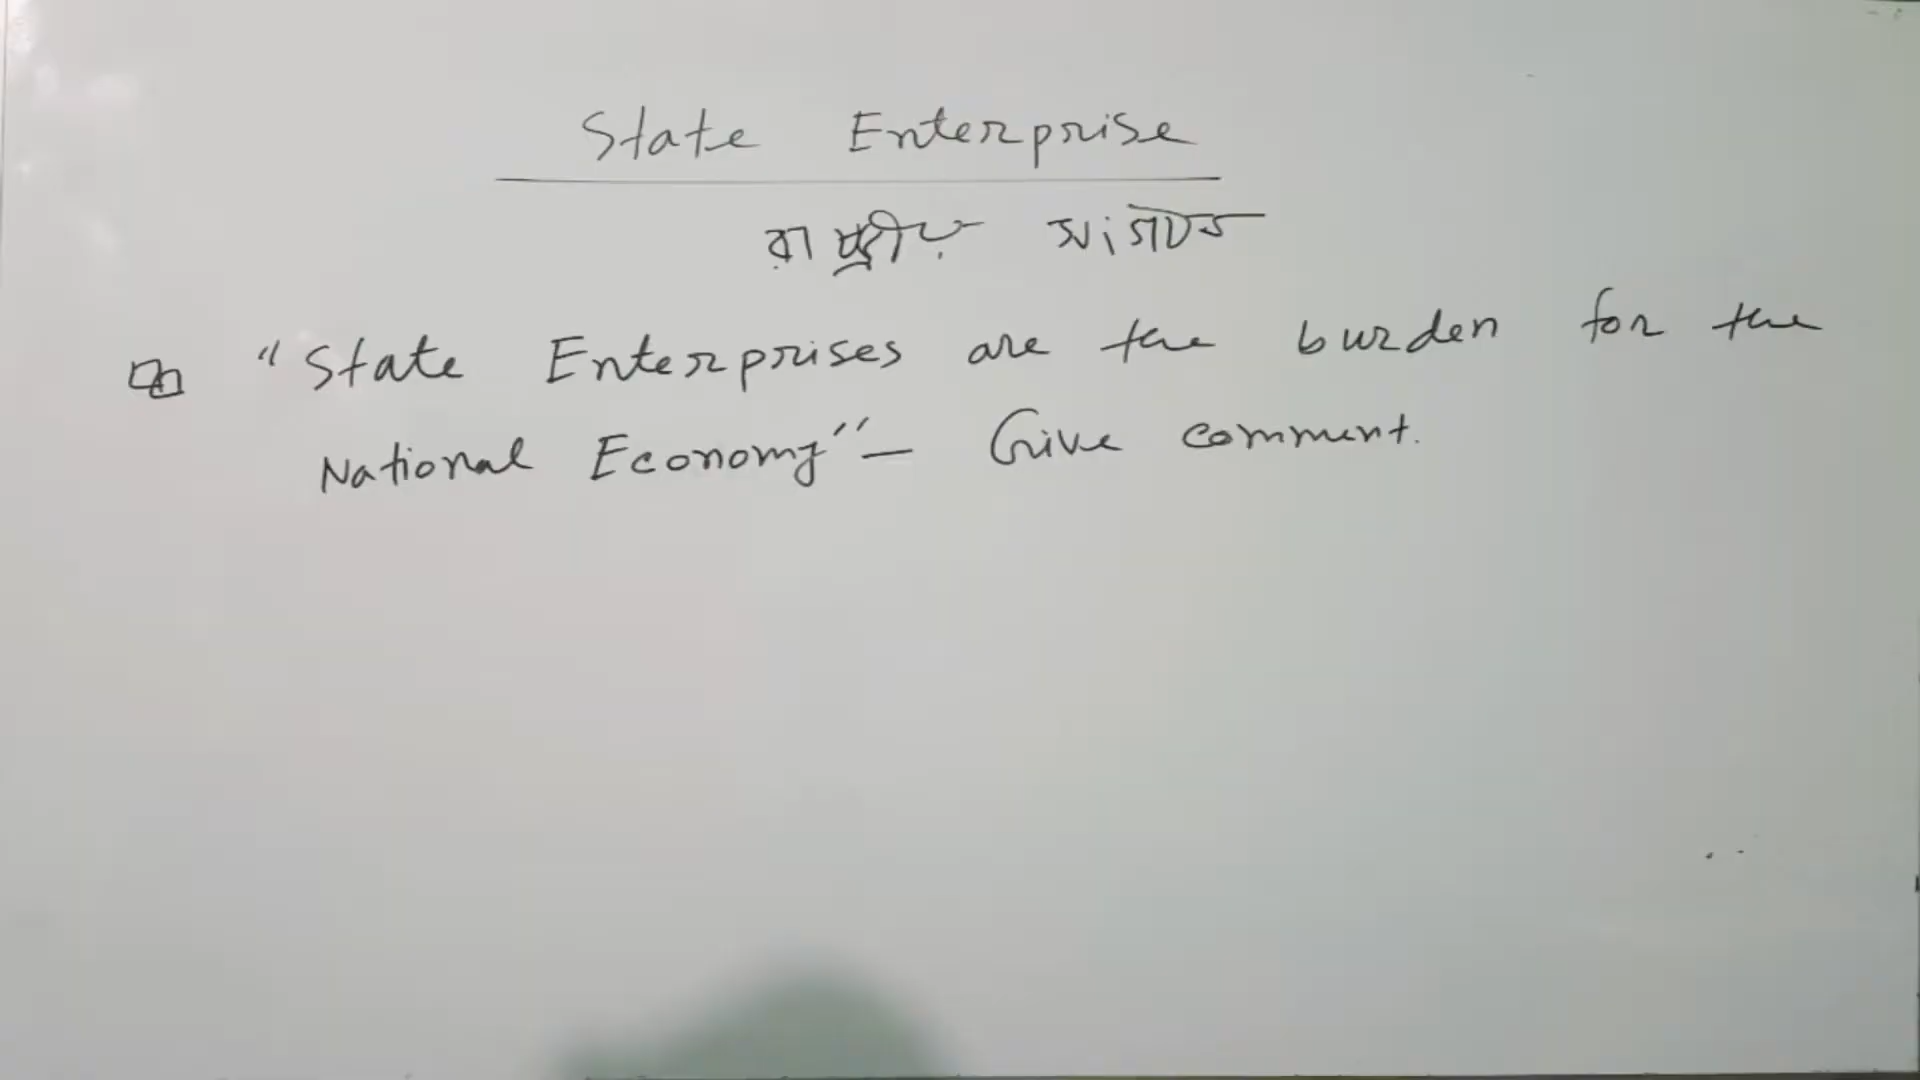 State Enterprise
রাষ্ট্রীয় সংগঠন
"State Enterprises are the burden for the
National Economy" - Give comment.